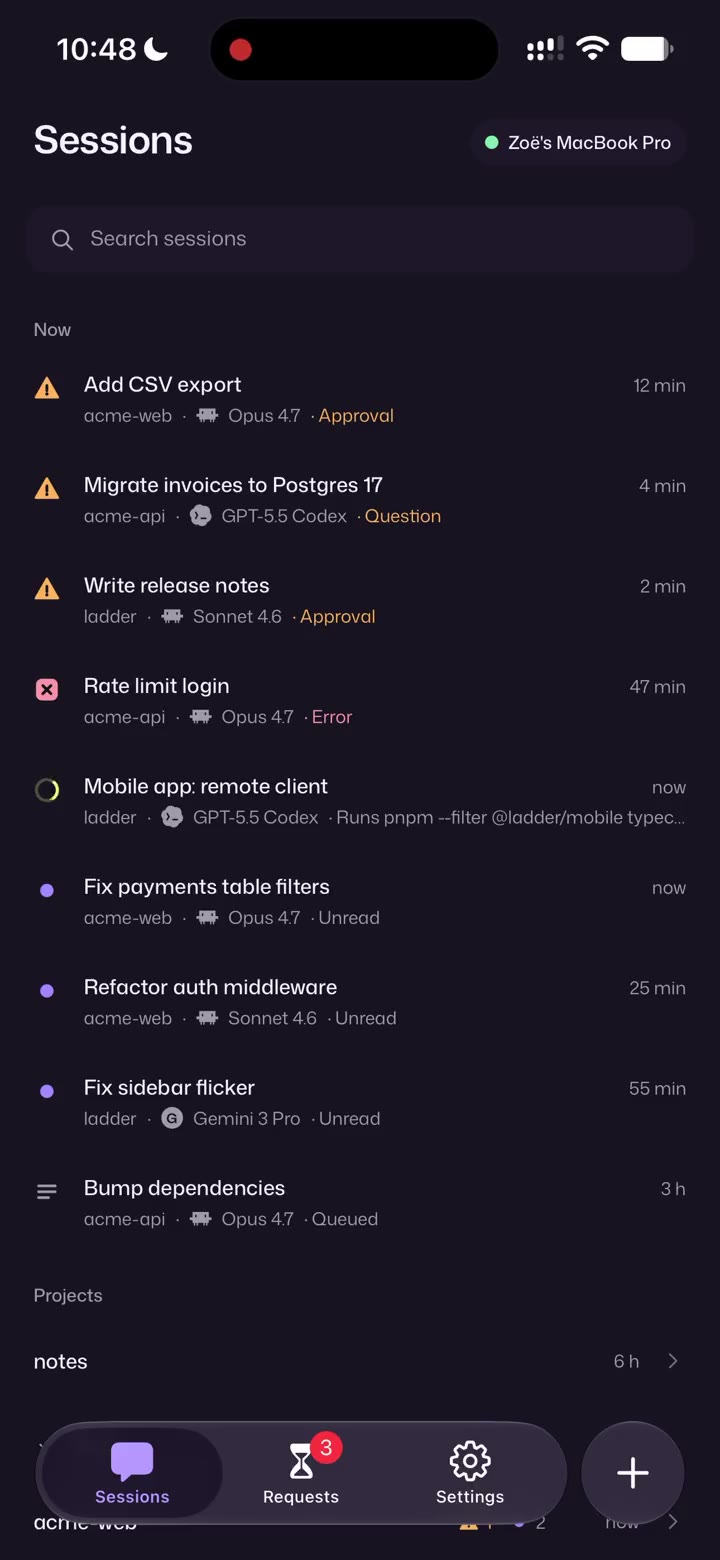 10:48
Sessions
Zoë's MacBook Pro
Search sessions
Now
Add CSV export 12 min
acme-web · Opus 4.7 · Approval
Migrate invoices to Postgres 17 4 min
acme-api · GPT-5.5 Codex · Question
Write release notes 2 min
ladder · Sonnet 4.6 · Approval
Rate limit login 47 min
acme-api · Opus 4.7 · Error
Mobile app: remote client now
ladder · GPT-5.5 Codex · Runs pnpm --filter @ladder/mobile typec...
Fix payments table filters now
acme-web · Opus 4.7 · Unread
Refactor auth middleware 25 min
acme-web · Sonnet 4.6 · Unread
Fix sidebar flicker 55 min
ladder · G Gemini 3 Pro · Unread
Bump dependencies 3 h
acme-api · Opus 4.7 · Queued
Projects
notes 6 h
3
Sessions Requests Settings
acme-web 1 2 now